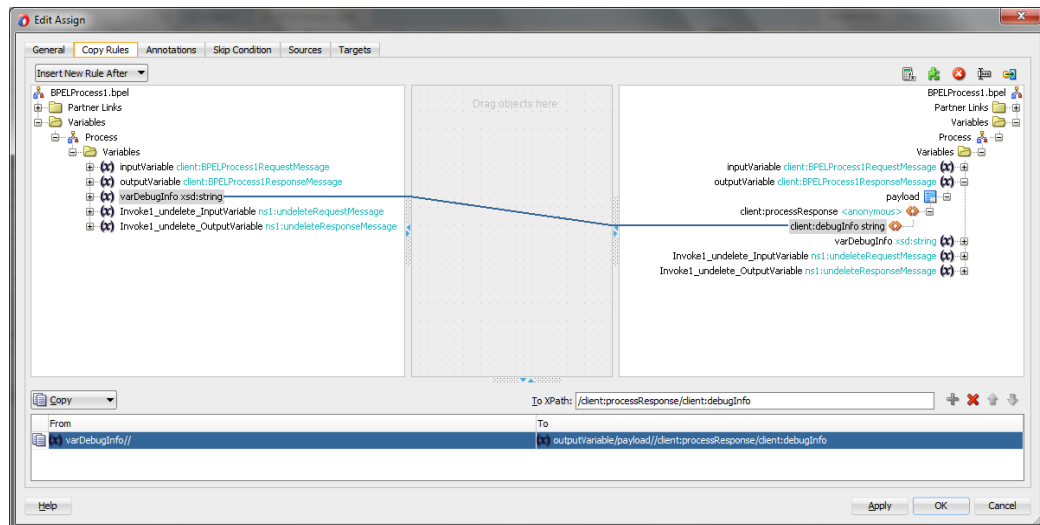 Edit Assign
General Copy Rules Annotations Skip Condition Sources Targets
Insert New Rule After
BPELProcess1.bpel
Partner Links
Variables
Process
Variables
(x) inputVariable client:BPELProcess1RequestMessage
(x) outputVariable client:BPELProcess1ResponseMessage
(x) varDebugInfo xsd:string
(x) Invoke1_undelete_InputVariable ns1:undeleteRequestMessage
(x) Invoke1_undelete_OutputVariable ns1:undeleteResponseMessage
Drag objects here
BPELProcess1.bpel
Partner Links
Variables
Process
Variables
inputVariable client:BPELProcess1RequestMessage (x)
outputVariable client:BPELProcess1ResponseMessage (x)
payload
client:processResponse <anonymous>
client:debugInfo string
varDebugInfo xsd:string (x)
Invoke1_undelete_InputVariable ns1:undeleteRequestMessage (x)
Invoke1_undelete_OutputVariable ns1:undeleteResponseMessage (x)
Copy To XPath: /client:processResponse/client:debugInfo
From To
(x) varDebugInfo// (x) outputVariable/payload//client:processResponse/client:debugInfo
Help Apply OK Cancel